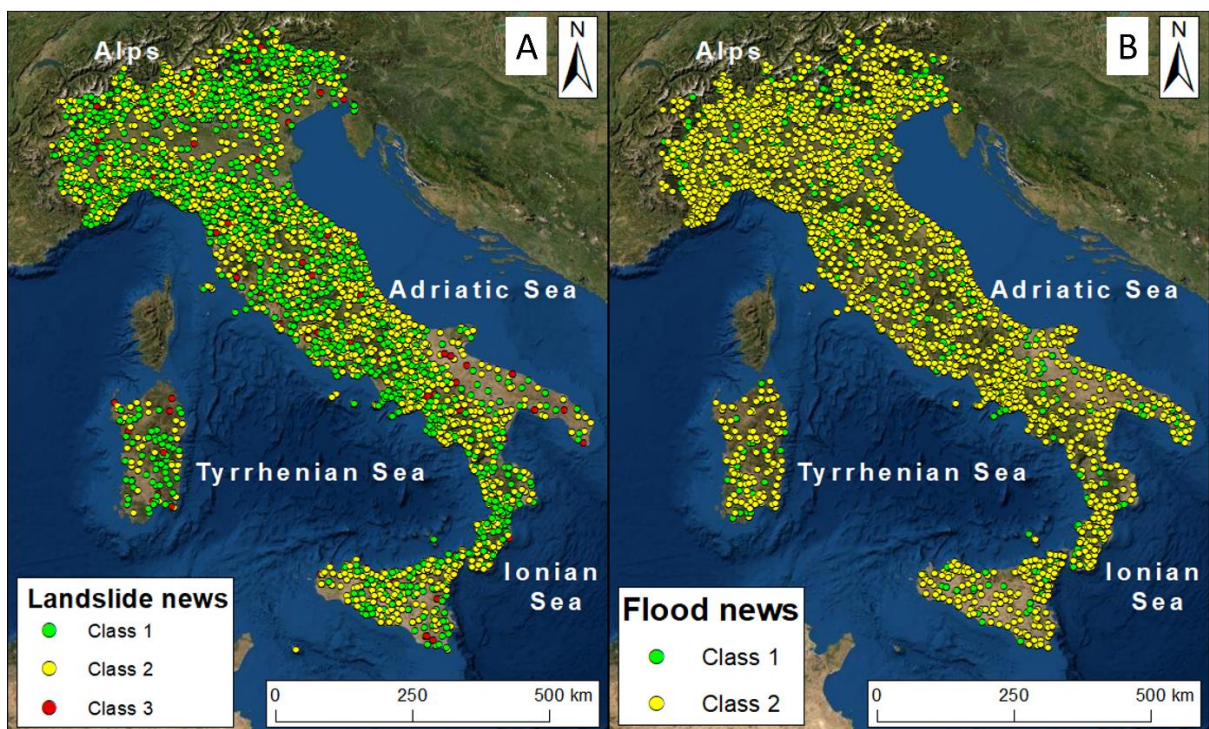 Alps
A
N
Adriatic Sea
Tyrrhenian Sea
Ionian
Sea
Landslide news
Class 1
Class 2
Class 3
0 250 500 km
Alps
B
N
Adriatic Sea
Tyrrhenian Sea
Ionian
Sea
Flood news
Class 1
Class 2
0 250 500 km